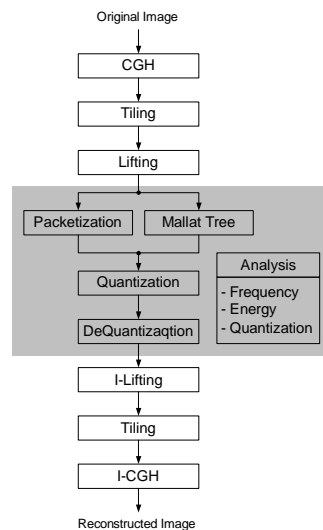 Original Image
CGH
Tiling
Lifting
Packetization
Mallat Tree
Quantization
DeQuantizaqtion
Analysis
- Frequency
- Energy
- Quantization
I-Lifting
Tiling
I-CGH
Reconstructed Image